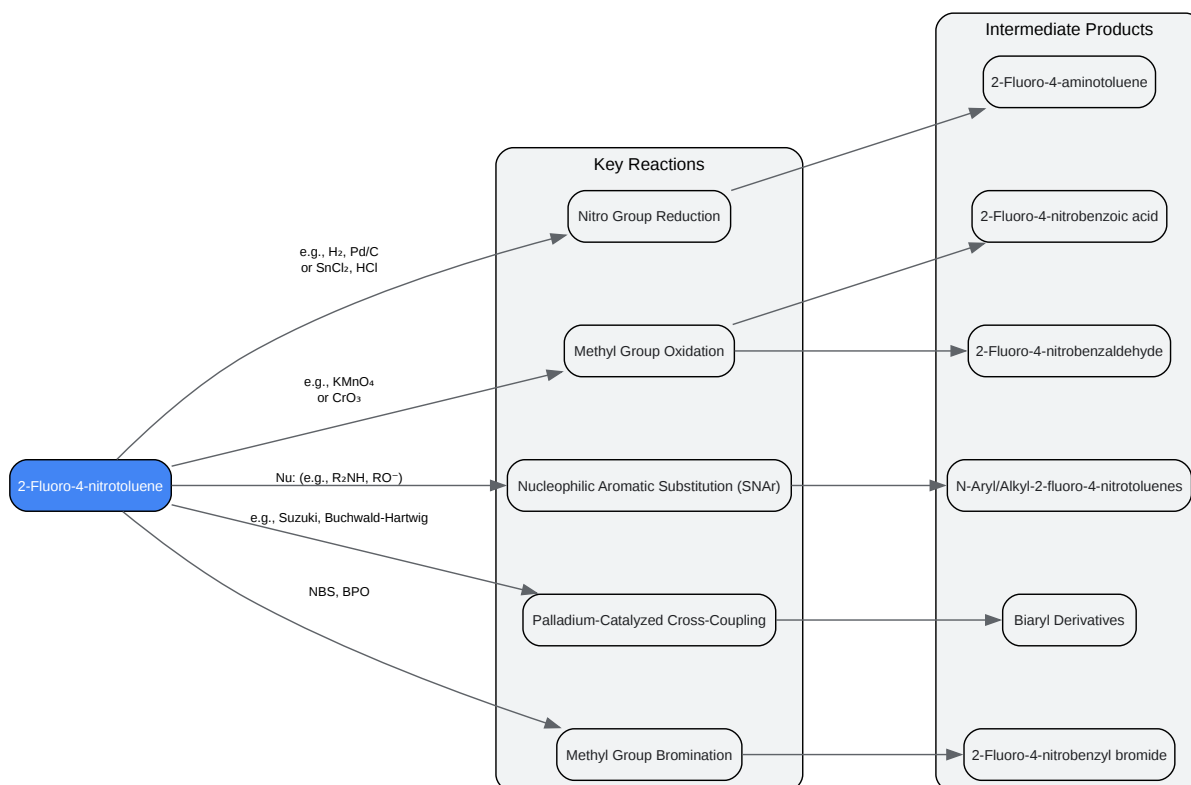 Intermediate Products
2-Fluoro-4-aminotoluene
Key Reactions
Nitro Group Reduction
2-Fluoro-4-nitrobenzoic acid
e.g., H₂, Pd/C
or SnCl₂, HCl
Methyl Group Oxidation
2-Fluoro-4-nitrobenzaldehyde
e.g., KMnO₄
or CrO₃
2-Fluoro-4-nitrotoluene
Nu: (e.g., R₂NH, RO⁻)
Nucleophilic Aromatic Substitution (SNAr)
N-Aryl/Alkyl-2-fluoro-4-nitrotoluenes
e.g., Suzuki, Buchwald-Hartwig
NBS, BPO
Palladium-Catalyzed Cross-Coupling
Biaryl Derivatives
Methyl Group Bromination
2-Fluoro-4-nitrobenzyl bromide